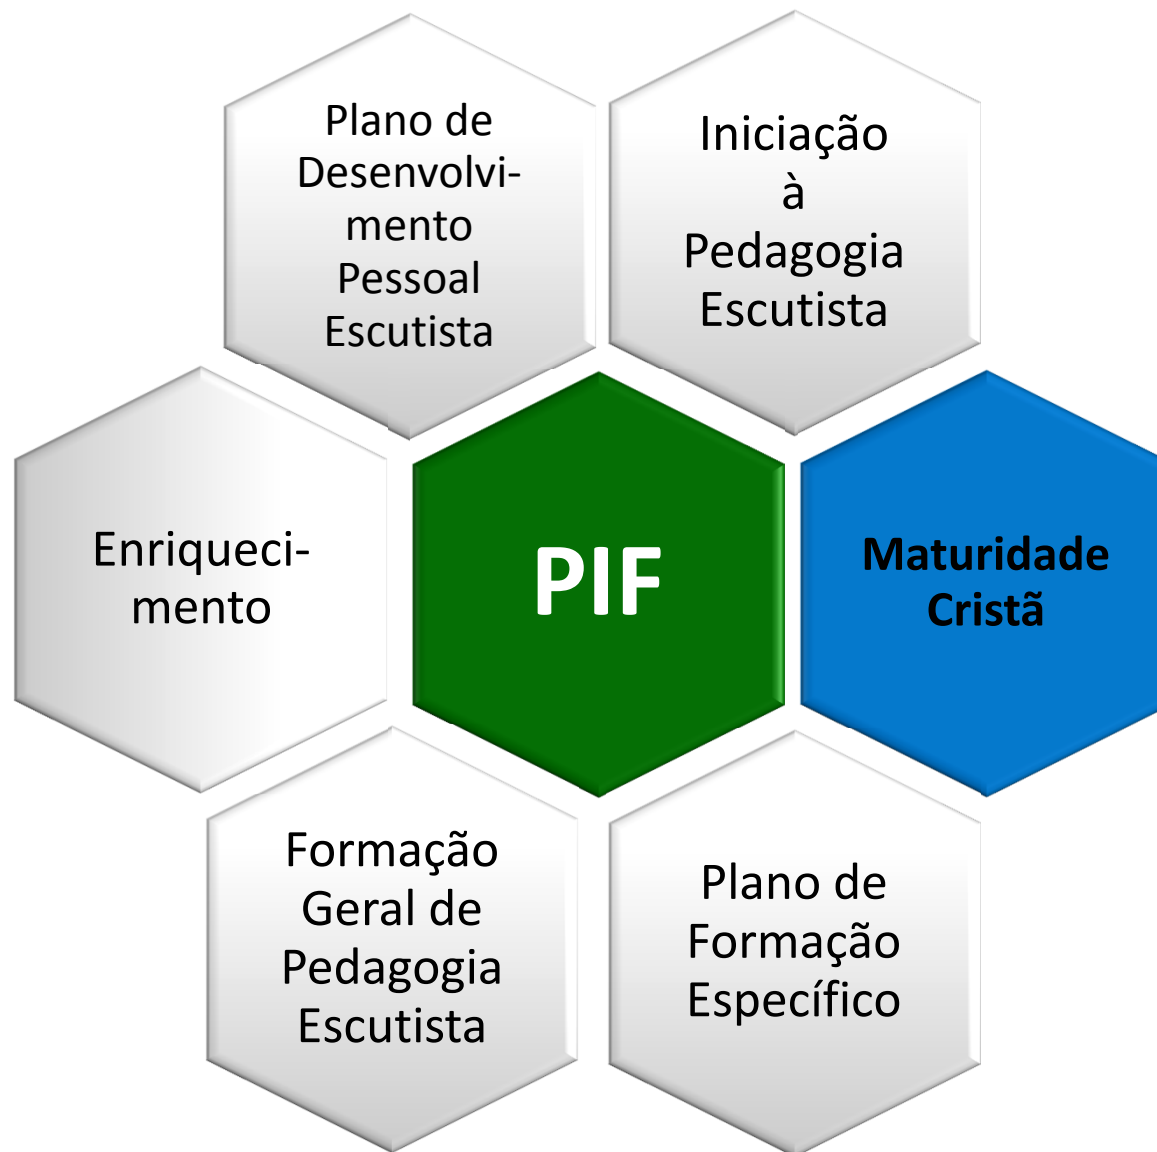 Plano de
Desenvolvi-
mento
Pessoal
Escutista
Iniciação
à
Pedagogia
Escutista
Enriqueci-
mento
PIF
Maturidade
Cristã
Formação
Geral de
Pedagogia
Escutista
Plano de
Formação
Específico